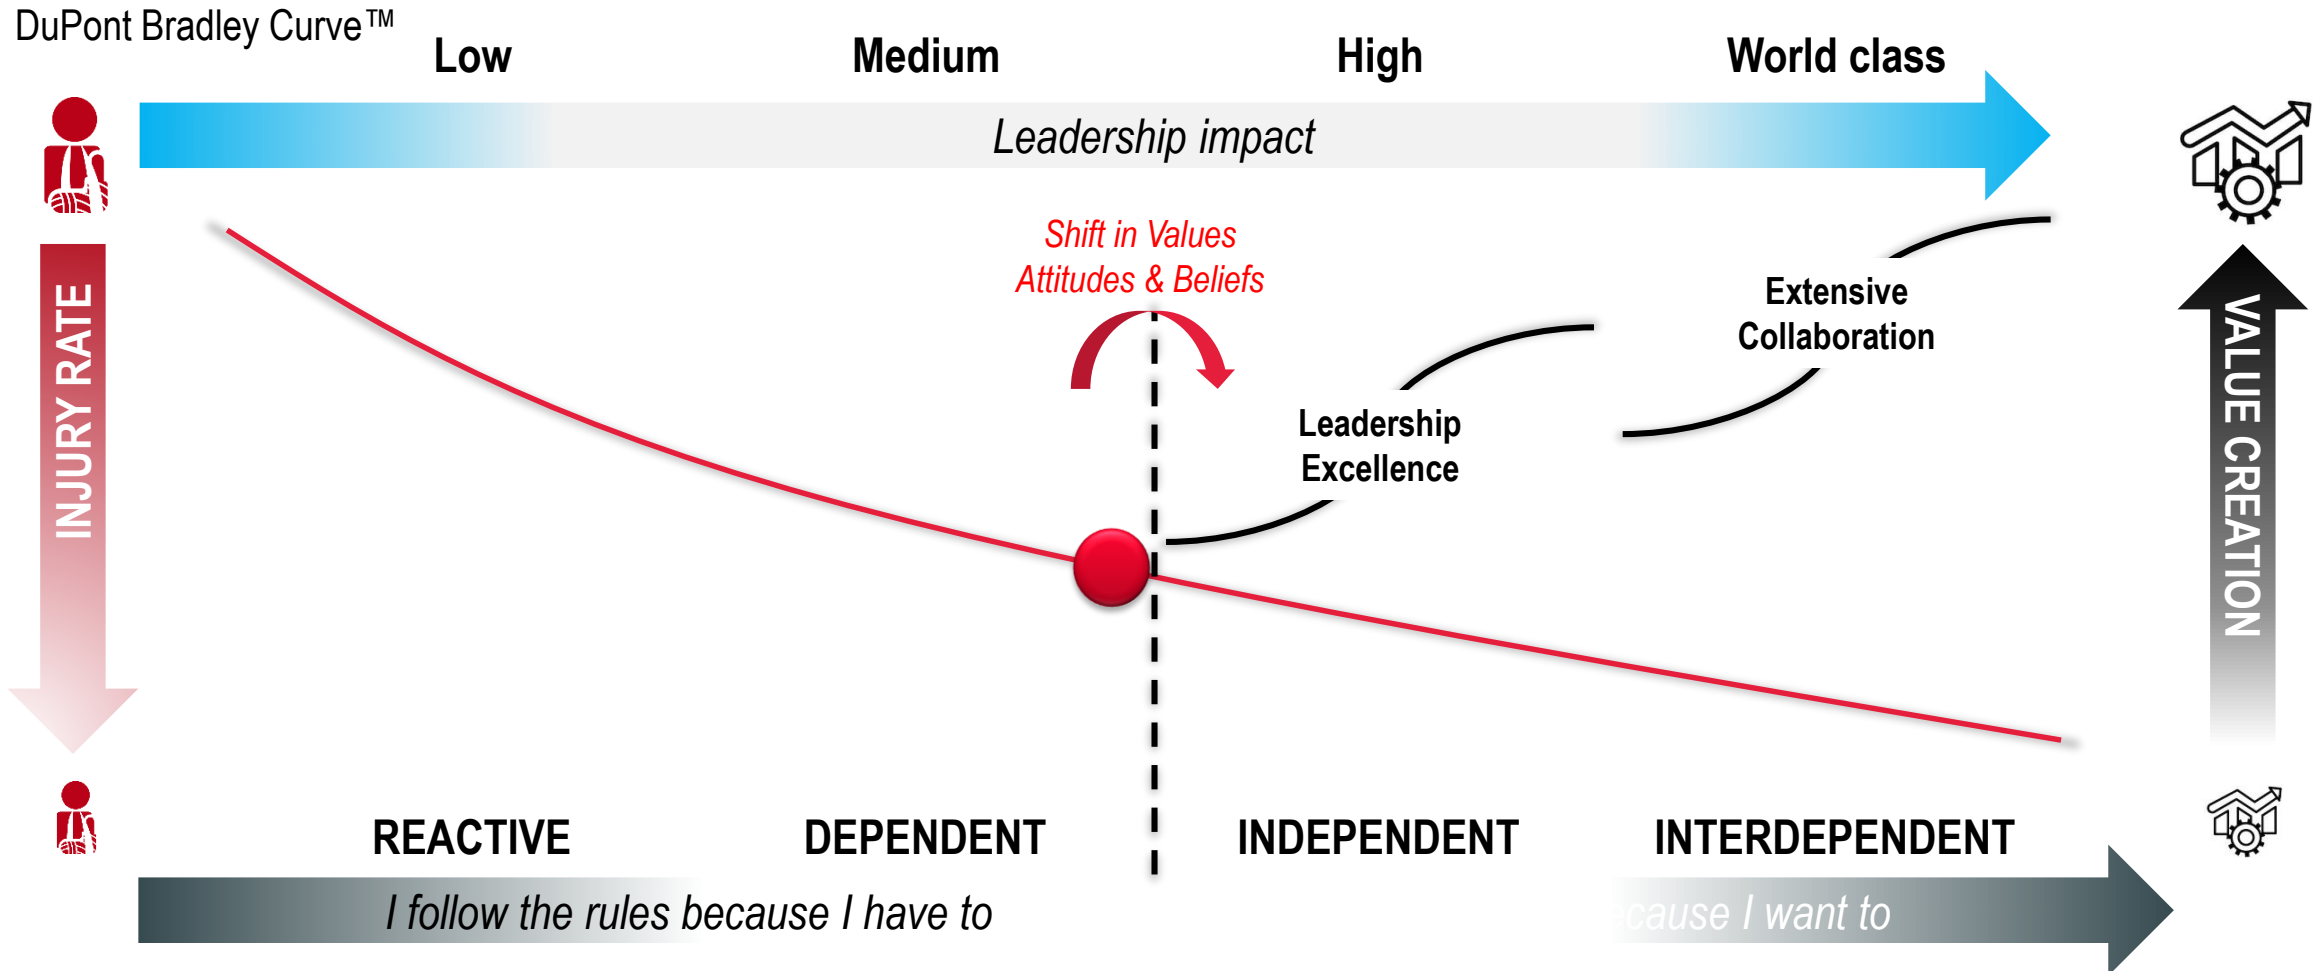 DuPont Bradley Curve™
Low
Medium
High
World class
Leadership impact
Shift in Values
Attitudes & Beliefs
INJURY RATE
Extensive
Collaboration
Leadership
Excellence
VALUE CREATION
REACTIVE
DEPENDENT
INDEPENDENT
INTERDEPENDENT
I follow the rules because I have to
I want to